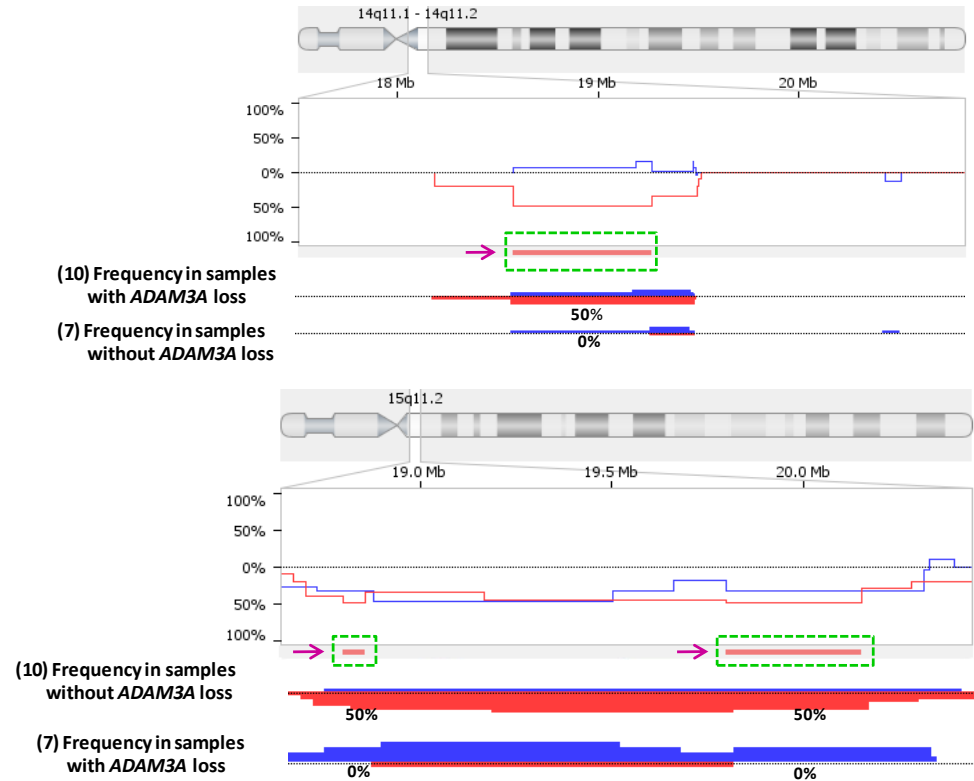 14q11.1 - 14q11.2
18 Mb 19 Mb 20 Mb
100%
50%
0%
50%
100%
(10) Frequency in samples
with ADAM3A loss
50%
(7) Frequency in samples
without ADAM3A loss
0%
15q11.2
19.0 Mb 19.5 Mb 20.0 Mb
100%
50%
0%
50%
100%
(10) Frequency in samples
without ADAM3A loss
50% 50%
(7) Frequency in samples
with ADAM3A loss
0% 0%